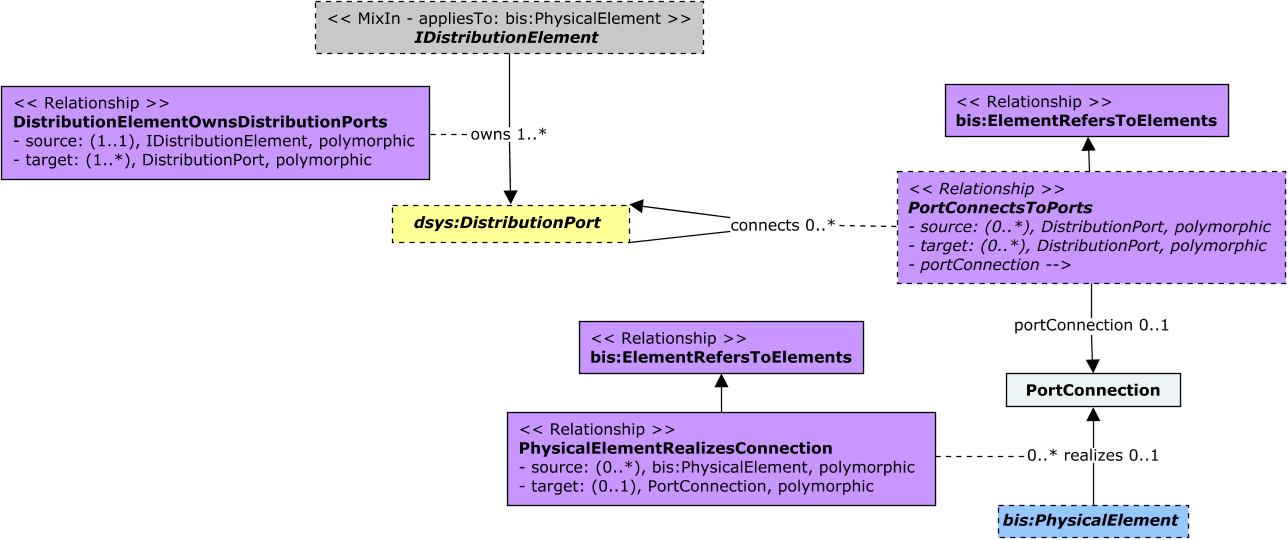 << MixIn - appliesTo: bis:PhysicalElement >>
IDistributionElement
<< Relationship >>
DistributionElementOwnsDistributionPorts
- source: (1..1), IDistributionElement, polymorphic
- target: (1..*), DistributionPort, polymorphic
owns 1..*
<< Relationship >>
bis:ElementRefersToElements
<< Relationship >>
PortConnectsToPorts
- source: (0..*), DistributionPort, polymorphic
- target: (0..*), DistributionPort, polymorphic
- portConnection -->
dsys:DistributionPort
connects 0..*
portConnection 0..1
<< Relationship >>
bis:ElementRefersToElements
PortConnection
<< Relationship >>
PhysicalElementRealizesConnection
- source: (0..*), bis:PhysicalElement, polymorphic
- target: (0..1), PortConnection, polymorphic
0..* realizes 0..1
bis:PhysicalElement